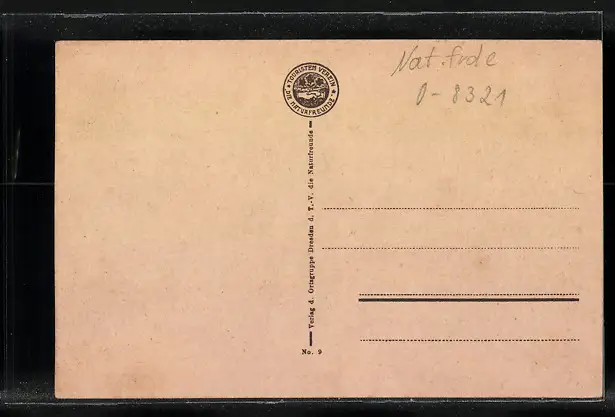 Nat.frde
0-8321
TOURISTEN VEREIN
DIE NATURFREUNDE
Verlag d. Ortsgruppe Dresden d. T.-V. die Naturfreunde
No. 9